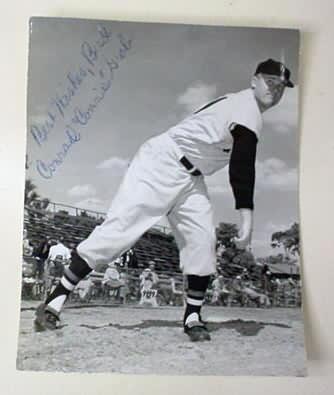 Best Wishes, Bill
Conrad "Connie" Grob